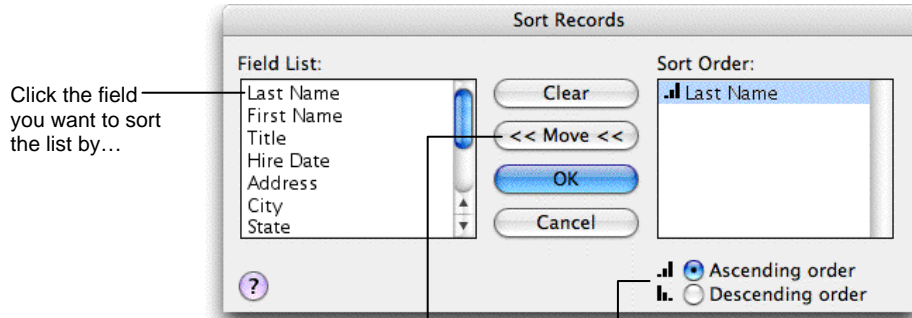 Sort Records
Field List:
Sort Order:
Click the field
you want to sort
the list by…
Last Name
First Name
Title
Hire Date
Address
City
State
Clear
<< Move <<
OK
Cancel
Last Name
?
Ascending order
Descending order